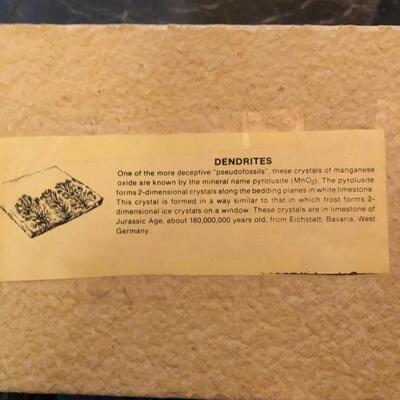 DENDRITES
One of the more deceptive "pseudofossils", these crystals of manganese
oxide are known by the mineral name pyrolusite (MnO2). The pyrolusite
forms 2-dimensional crystals along the bedding planes in white limestone.
This crystal is formed in a way similar to that in which frost forms 2-
dimensional ice crystals on a window. These crystals are in limestone of
Jurassic Age, about 180,000,000 years old, from Eichstatt, Bavaria, West
Germany.